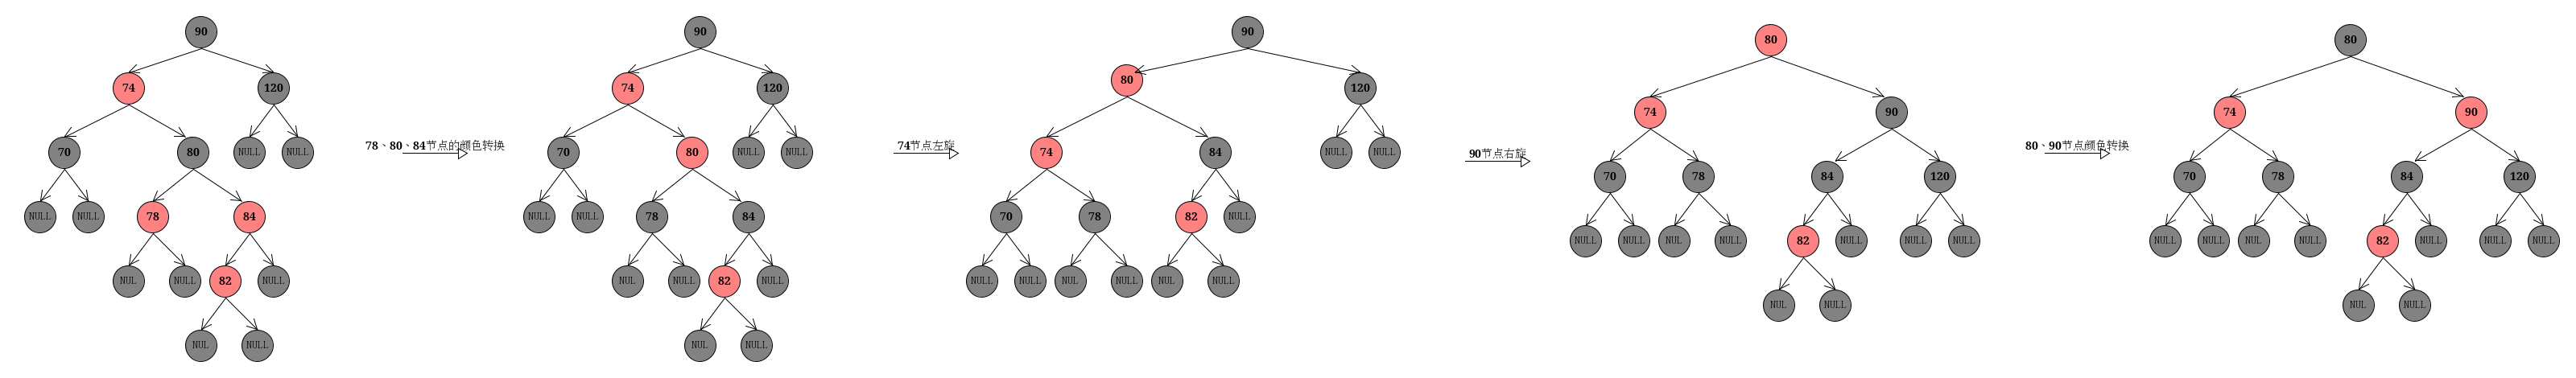 90
74 120
70 80 NULL NULL
NULL NULL 78 84
NUL NULL 82 NULL
NUL NULL
78、80、84节点的颜色转换
90
74 120
70 80 NULL NULL
NULL NULL 78 84
NUL NULL 82 NULL
NUL NULL
74节点左旋
90
80 120
74 84 NULL NULL
70 78 82 NULL
NULL NULL NUL NULL NUL NULL
90节点右旋
80
74 90
70 78 84 120
NULL NULL NUL NULL 82 NULL NULL NULL
NUL NULL
80、90节点颜色转换
80
74 90
70 78 84 120
NULL NULL NUL NULL 82 NULL NULL NULL
NUL NULL